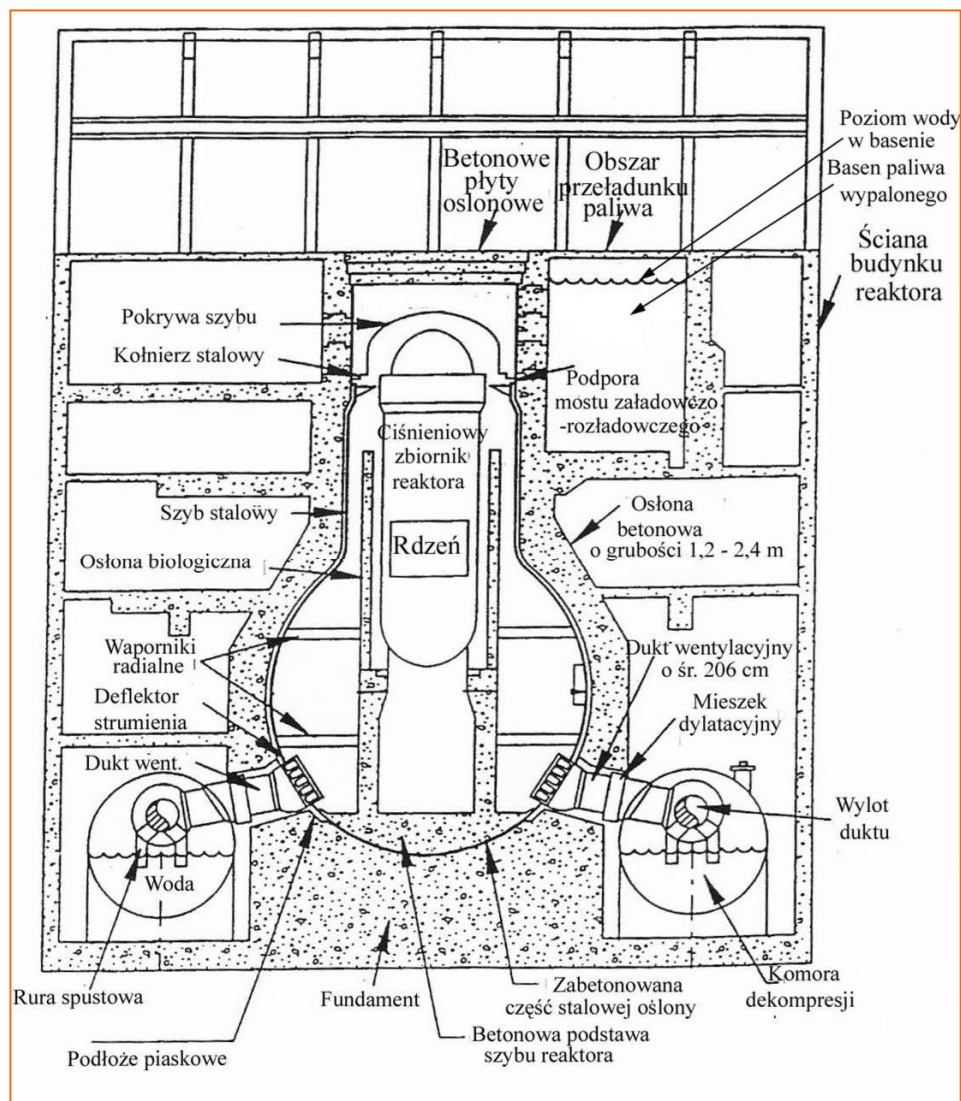 Poziom wody
w basenie
Basen paliwa
wypalonego
Betonowe
płyty
oslonowe
Obszar
przeładunku
paliwa
Ściana
budynku
reaktora
Pokrywa szybu
Kołnierz stalowy
Podpora
mostu załadowczo
-rozładowczego
Ciśnieniowy
zbiornik
reaktora
Szyb stalowy
Osłona
betonowa
o grubości 1,2 - 2,4 m
Rdzeń
Osłona biologiczna
Waporniki
radialne
Dukt wentylacyjny
o śr. 206 cm
Deflektor
strumienia
Mieszek
dylatacyjny
Dukt went.
Wylot
duktu
Woda
Rura spustowa
Fundament
Zabetonowana
część stalowej oślony
Komora
dekompresji
Podłoże piaskowe
Betonowa podstawa
szybu reaktora